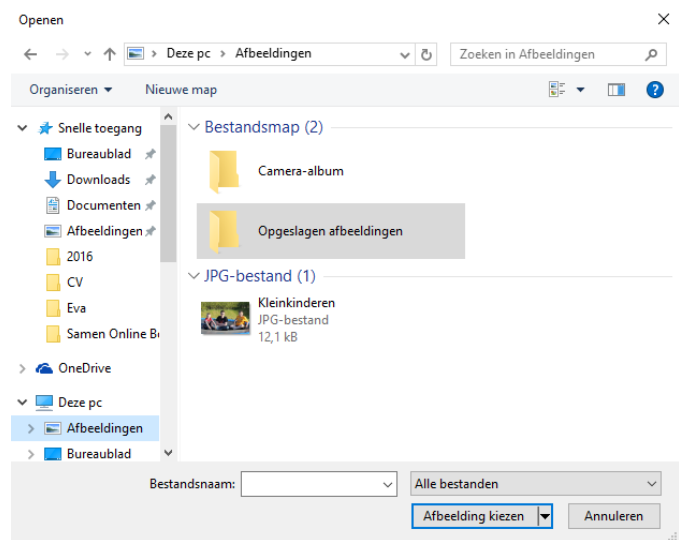 Openen
Deze pc > Afbeeldingen
Zoeken in Afbeeldingen
Organiseren
Nieuwe map
Snelle toegang
Bureaublad
Downloads
Documenten
Afbeeldingen
2016
CV
Eva
Samen Online
OneDrive
Deze pc
Afbeeldingen
Bureaublad
Bestandsmap (2)
Camera-album
Opgeslagen afbeeldingen
JPG-bestand (1)
Kleinkinderen
JPG-bestand
12,1 kB
Bestandsnaam:
Alle bestanden
Afbeelding kiezen
Annuleren